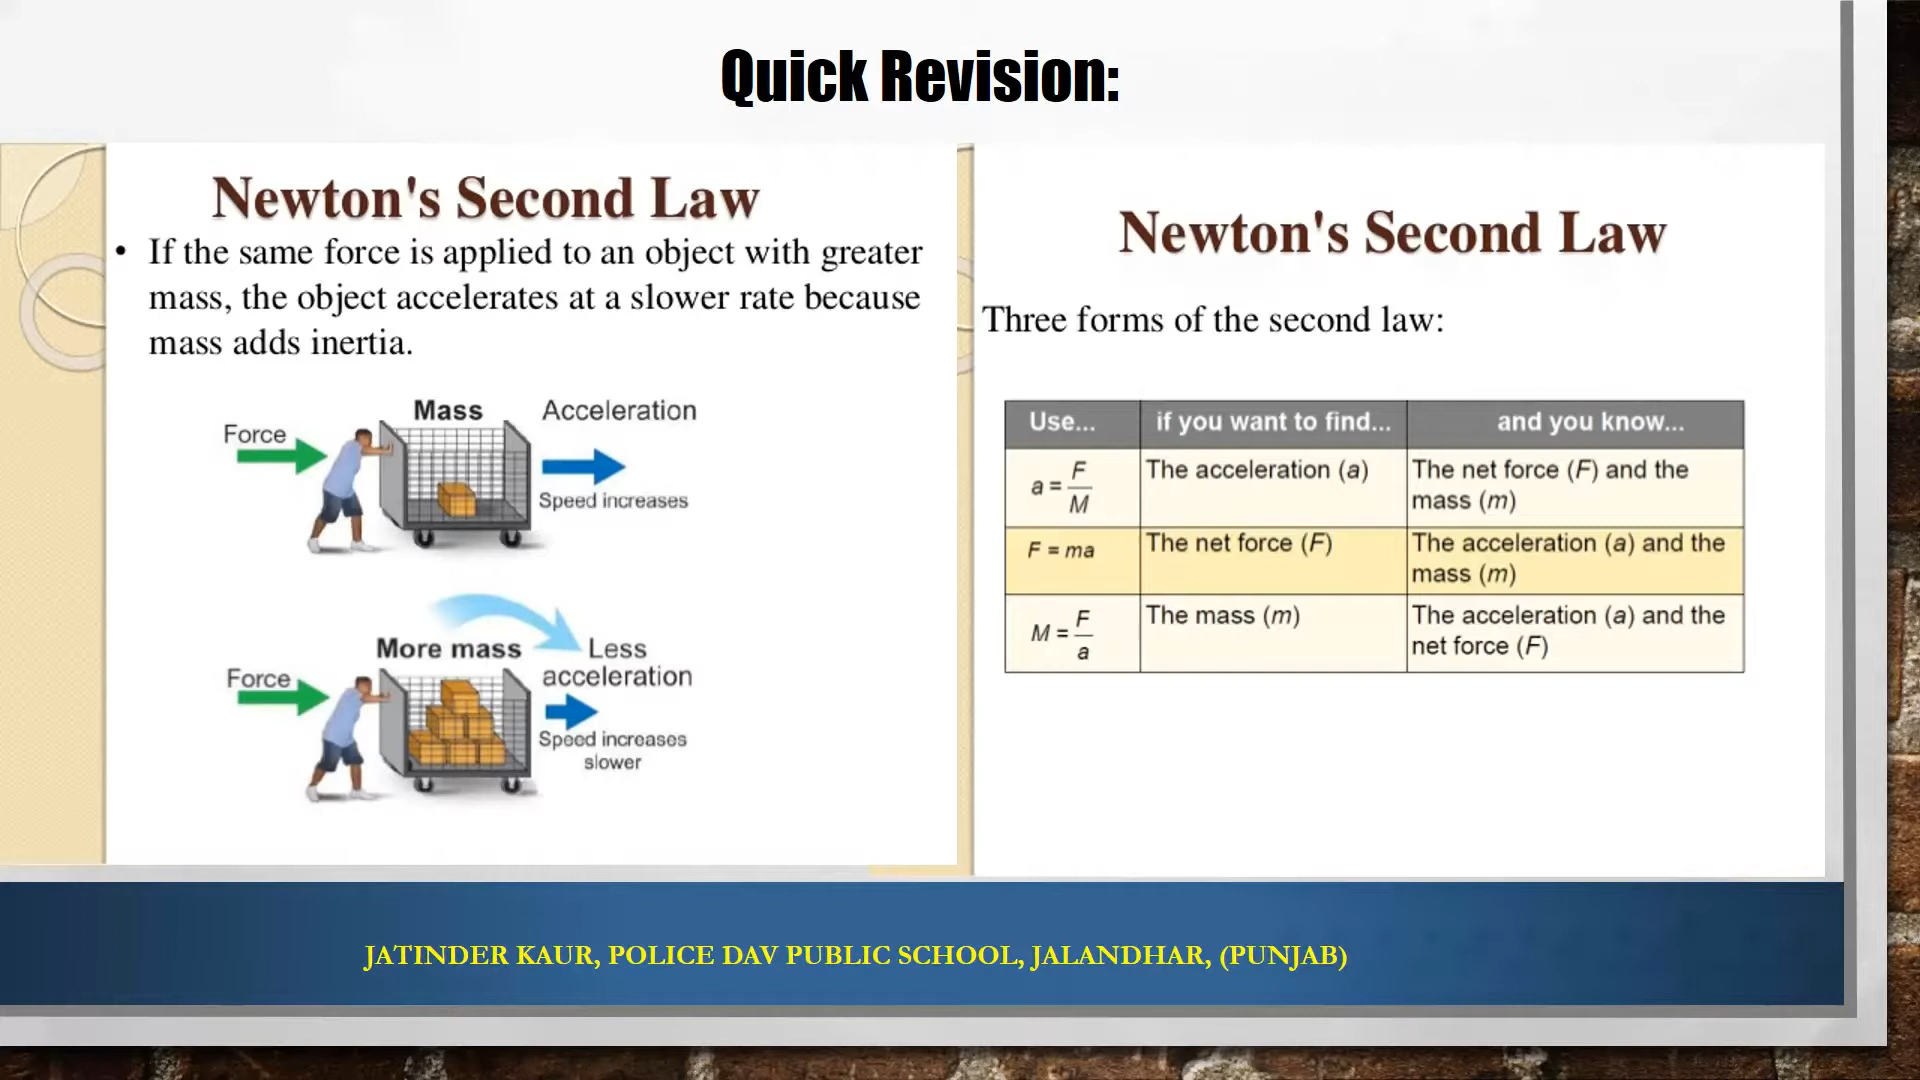 Quick Revision:
Newton's Second Law
• If the same force is applied to an object with greater
mass, the object accelerates at a slower rate because
mass adds inertia.
Mass
Acceleration
Force
Speed increases
More mass
Less
acceleration
Force
Speed increases
slower
Newton's Second Law
Three forms of the second law:
Use... if you want to find... and you know...
a = F/M The acceleration (a) The net force (F) and the
mass (m)
F = ma The net force (F) The acceleration (a) and the
mass (m)
M = F/a The mass (m) The acceleration (a) and the
net force (F)
JATINDER KAUR, POLICE DAV PUBLIC SCHOOL, JALANDHAR, (PUNJAB)